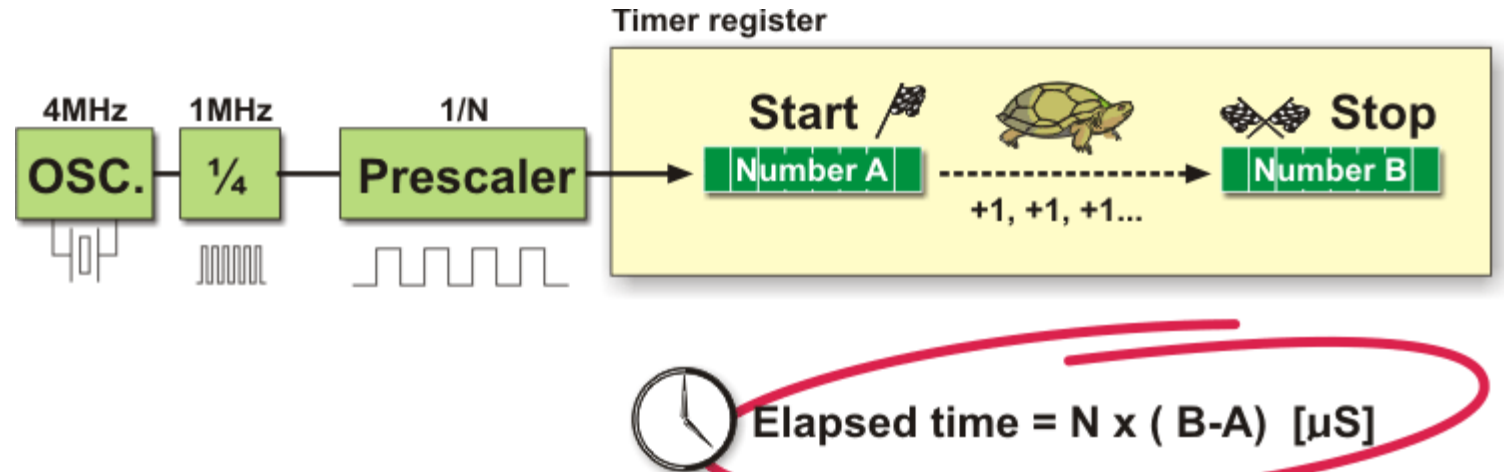 Timer register
4MHz
1MHz
1/N
OSC.
¼
Prescaler
Start
Stop
Number A
Number B
+1, +1, +1...
Elapsed time = N x ( B-A) [µS]